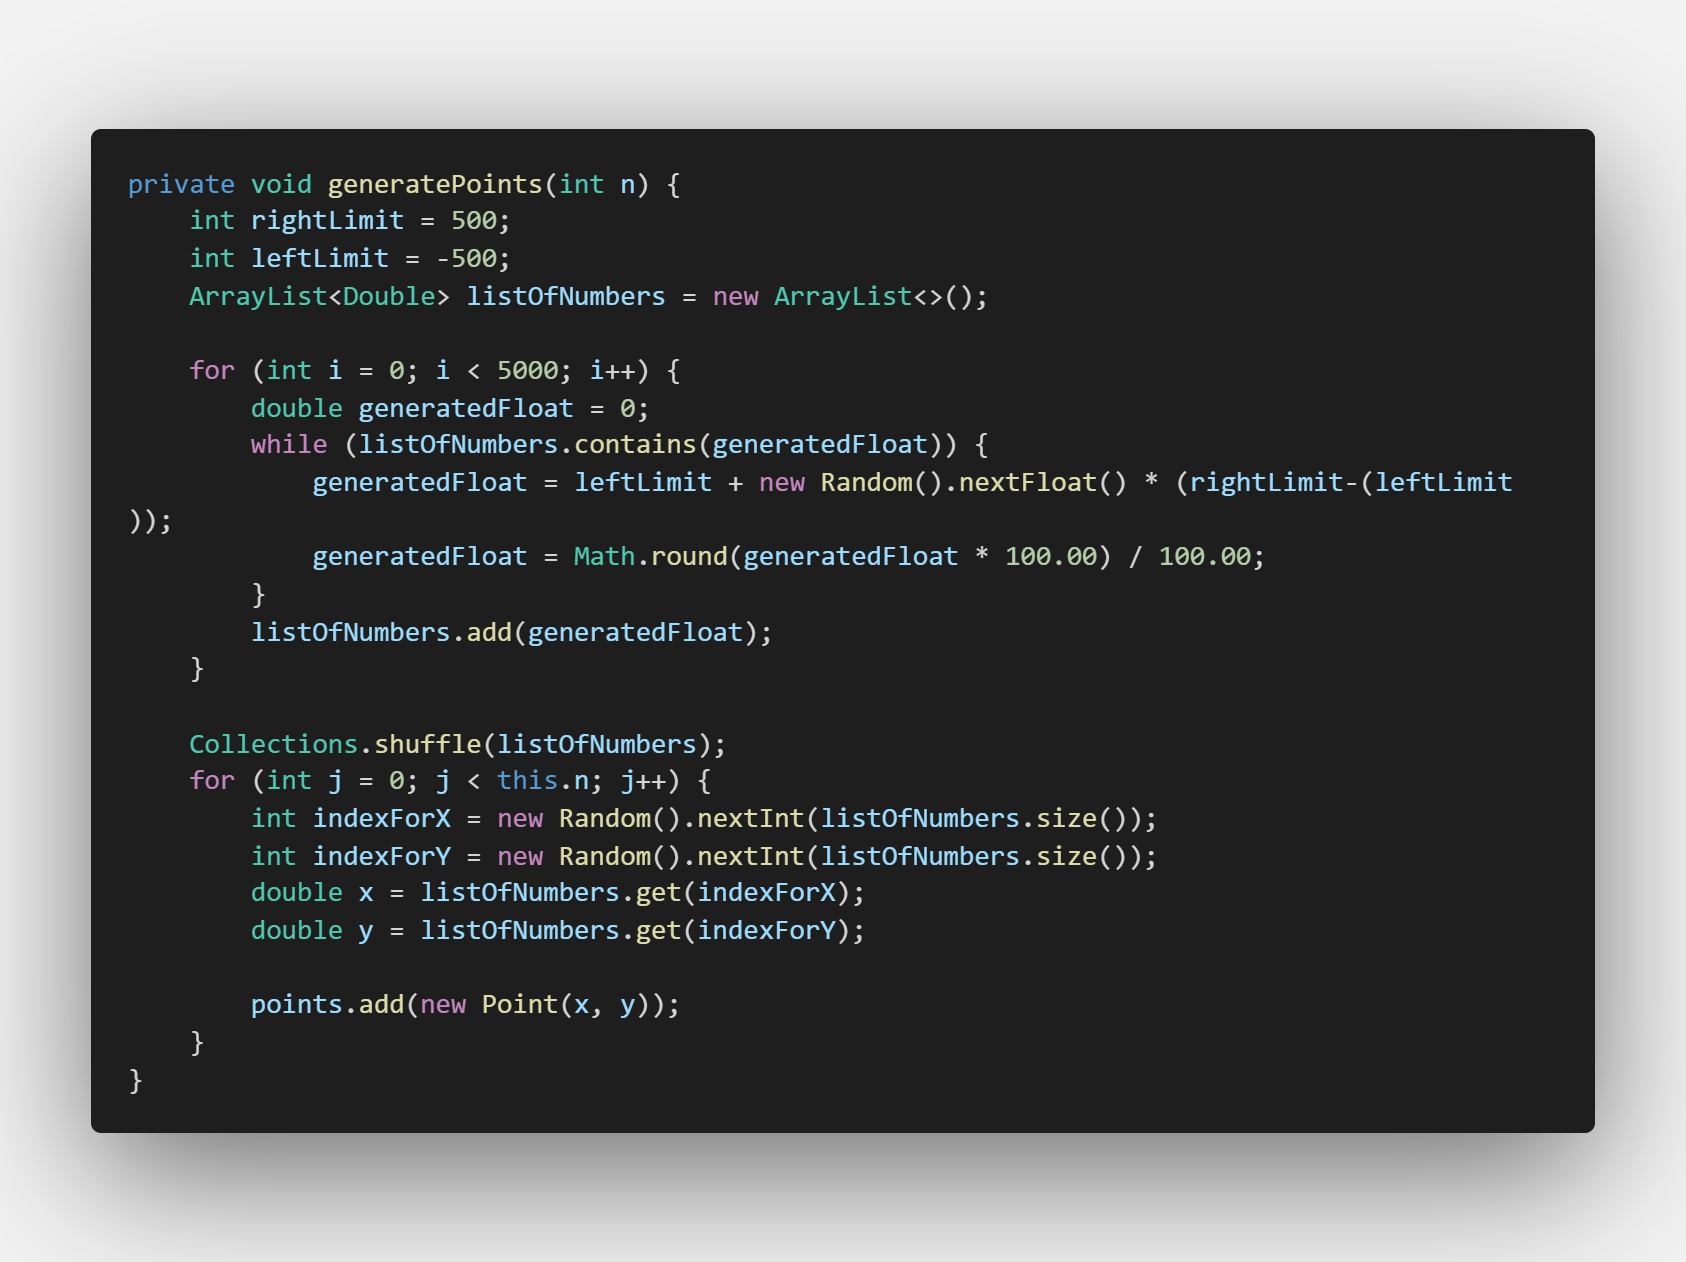 private void generatePoints(int n) {
    int rightLimit = 500;
    int leftLimit = -500;
    ArrayList<Double> listOfNumbers = new ArrayList<>();

    for (int i = 0; i < 5000; i++) {
        double generatedFloat = 0;
        while (listOfNumbers.contains(generatedFloat)) {
            generatedFloat = leftLimit + new Random().nextFloat() * (rightLimit-(leftLimit
));
            generatedFloat = Math.round(generatedFloat * 100.00) / 100.00;
        }
        listOfNumbers.add(generatedFloat);
    }

    Collections.shuffle(listOfNumbers);
    for (int j = 0; j < this.n; j++) {
        int indexForX = new Random().nextInt(listOfNumbers.size());
        int indexForY = new Random().nextInt(listOfNumbers.size());
        double x = listOfNumbers.get(indexForX);
        double y = listOfNumbers.get(indexForY);

        points.add(new Point(x, y));
    }
}